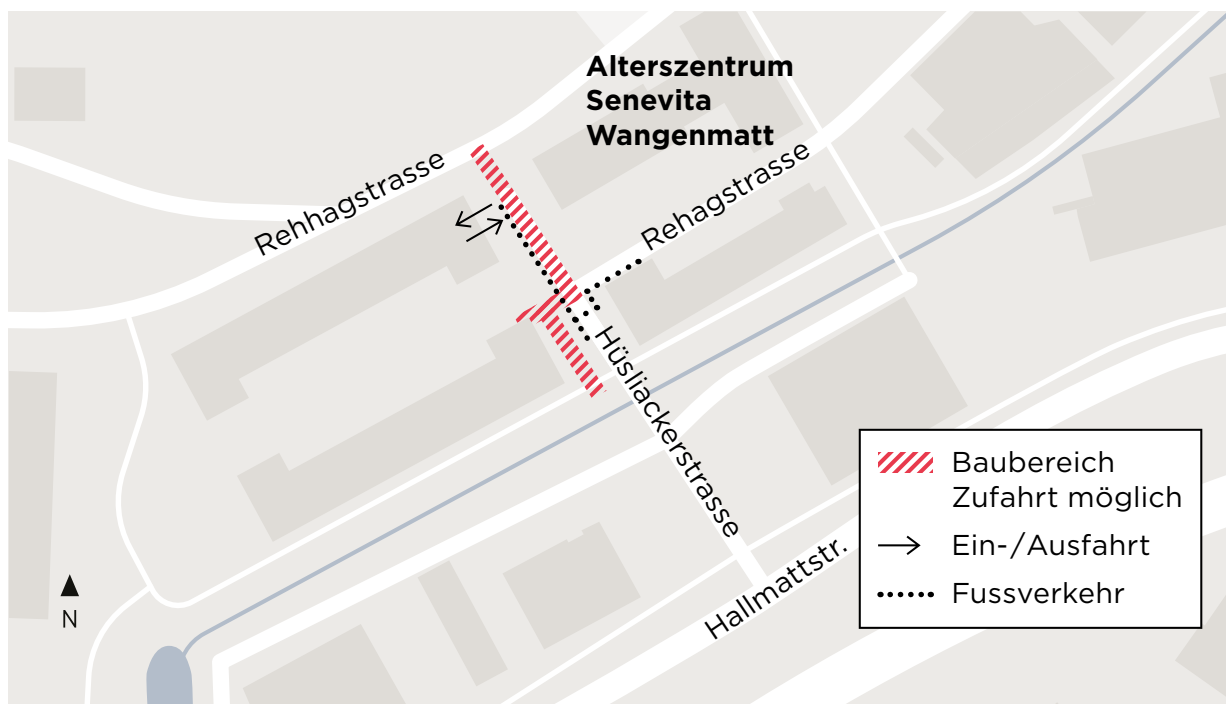 Alterszentrum
Senevita
Wangenmatt
Rehhagstrasse
Rehagstrasse
Hüsliackerstrasse
Hallmattstr.
N
Baubereich
Zufahrt möglich
Ein-/Ausfahrt
Fussverkehr